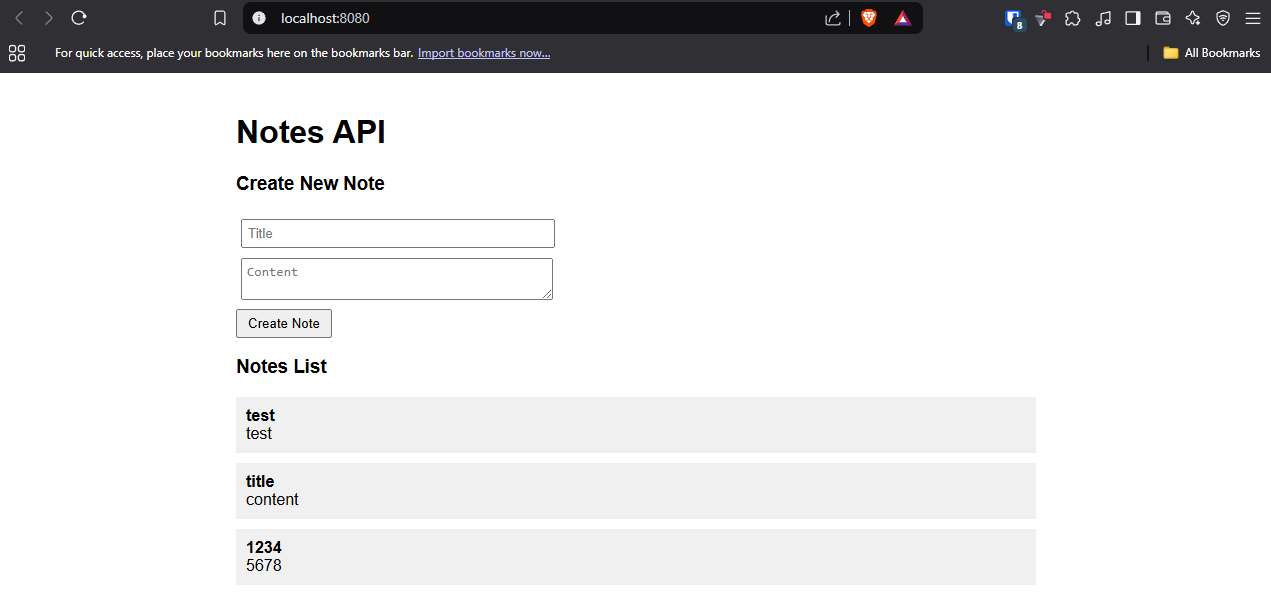 localhost:8080
8
For quick access, place your bookmarks here on the bookmarks bar. Import bookmarks now...
All Bookmarks
Notes API
Create New Note
Title
Content
Create Note
Notes List
test
test
title
content
1234
5678